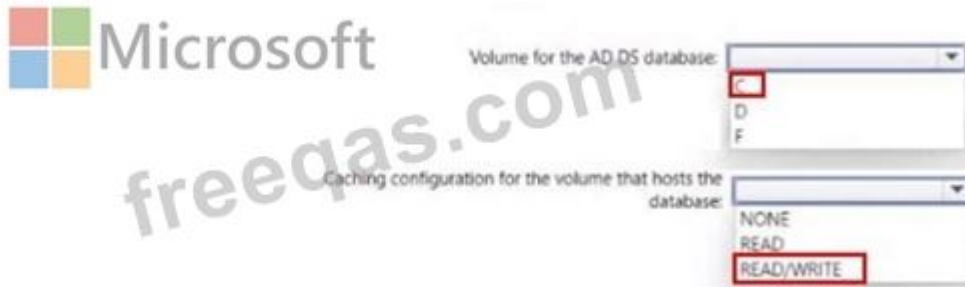 Microsoft
Volume for the AD DS database:
C
D
F
freeqas.com
Caching configuration for the volume that hosts the
database:
NONE
READ
READ/WRITE